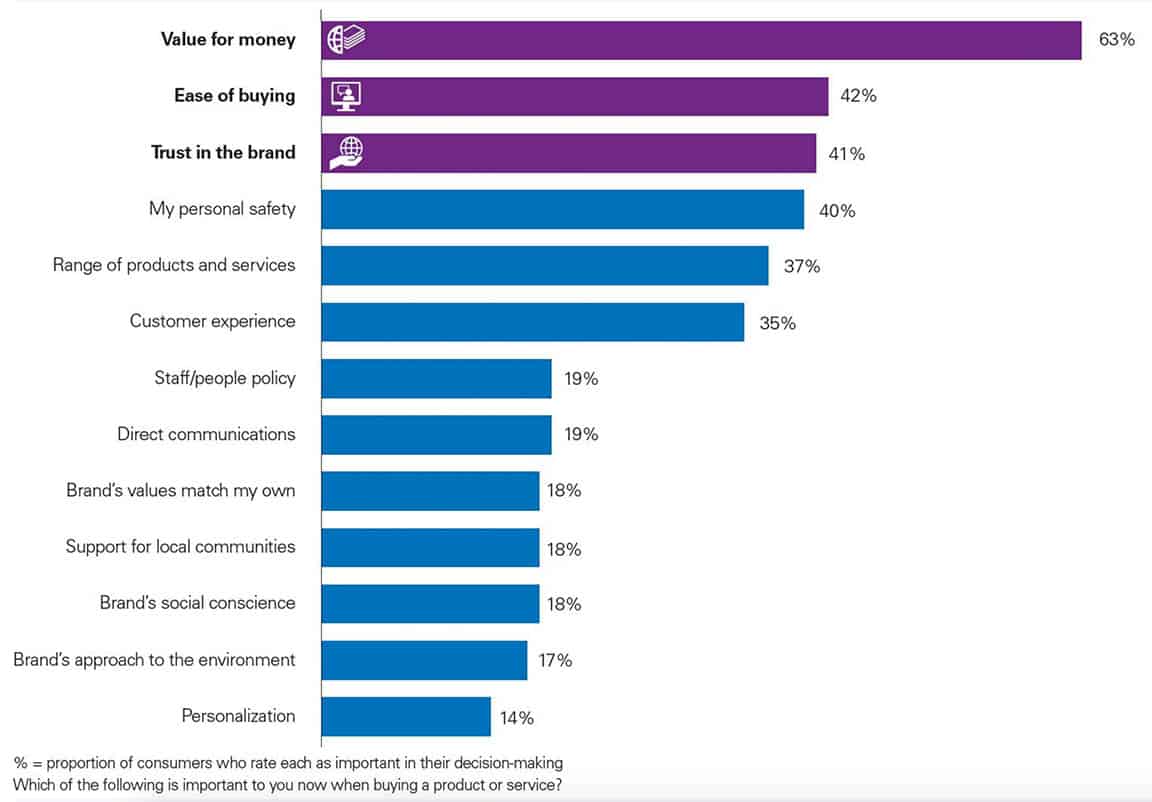 Value for money 63%
Ease of buying 42%
Trust in the brand 41%
My personal safety 40%
Range of products and services 37%
Customer experience 35%
Staff/people policy 19%
Direct communications 19%
Brand’s values match my own 18%
Support for local communities 18%
Brand’s social conscience 18%
Brand’s approach to the environment 17%
Personalization 14%
% = proportion of consumers who rate each as important in their decision-making
Which of the following is important to you now when buying a product or service?